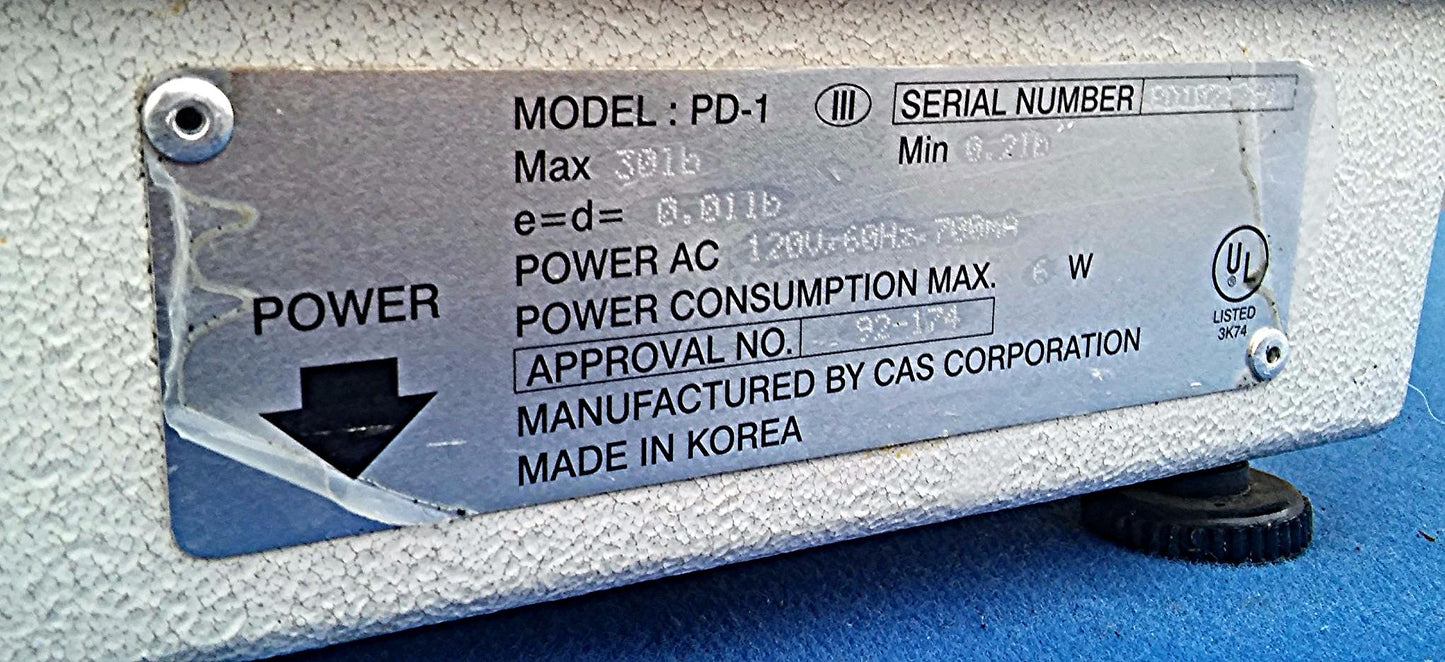 MODEL : PD-1 III SERIAL NUMBER
Max 30lb Min 0.2lb
e=d= 0.01lb
POWER AC 120V.60Hz.700mA
POWER CONSUMPTION MAX. 6 W
APPROVAL NO. 92-174
MANUFACTURED BY CAS CORPORATION
MADE IN KOREA
POWER
UL
LISTED
3K74